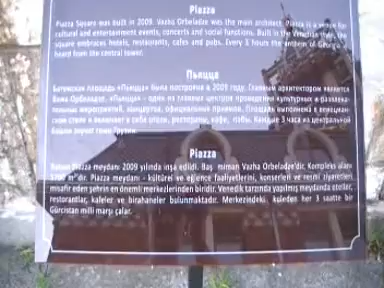 Piazza
Piazza Square was built in 2009. Vazha Orbeladze was the main architect. Piazza is a venue for
cultural and entertainment events, concerts and social functions. Built in the Venetian style, the
square embraces hotels, restaurants, cafes and pubs. Every 3 hours the anthem of Georgia is
heard from the central tower.
Пьяцца
Батумская площадь «Пьяцца» была построена в 2009 году. Главным архитектором является
Важа Орбеладзе. «Пьяцца» - один из главных центров проведения культурных и развлека-
тельных мероприятий, концертов, официальных приемов. Площадь выполнена в венециан-
ском стиле и включает в себя отели, рестораны, кафе, пабы. Каждые 3 часа из центральной
башни звучит гимн Грузии.
Piazza
Batum Piazza meydanı 2009 yılında inşa edildi. Baş mimarı Vazha Orbeladze'dir. Kompleks alanı
m² dir. Piazza meydanı - kültürel ve eğlence faaliyetlerini, konserleri ve resmi ziyaretleri
misafir eden şehrin en önemli merkezlerinden biridir. Venedik tarzında yapılmış meydanda oteller,
restorantlar, kafeler ve birahaneler bulunmaktadır. Merkezindeki kuleden her 3 saatte bir
Gürcistan milli marşı çalar.